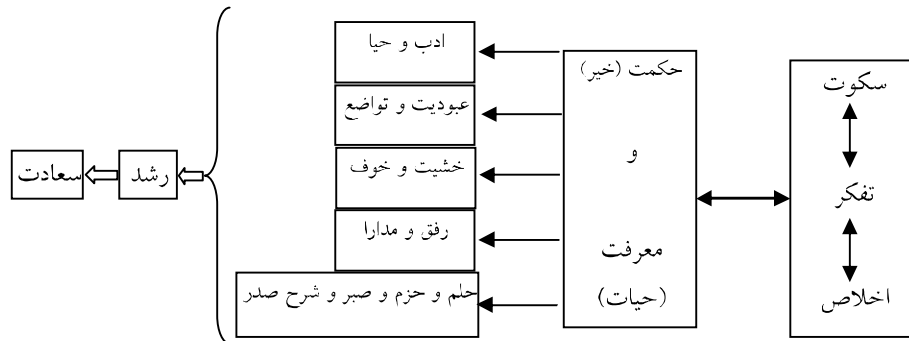 سکوت
تفکر
اخلاص
حکمت (خیر)
و
معرفت
(حیات)
ادب و حیا
عبودیت و تواضع
خشیت و خوف
رفق و مدارا
حلم و حزم و صبر و شرح صدر
رشد
سعادت